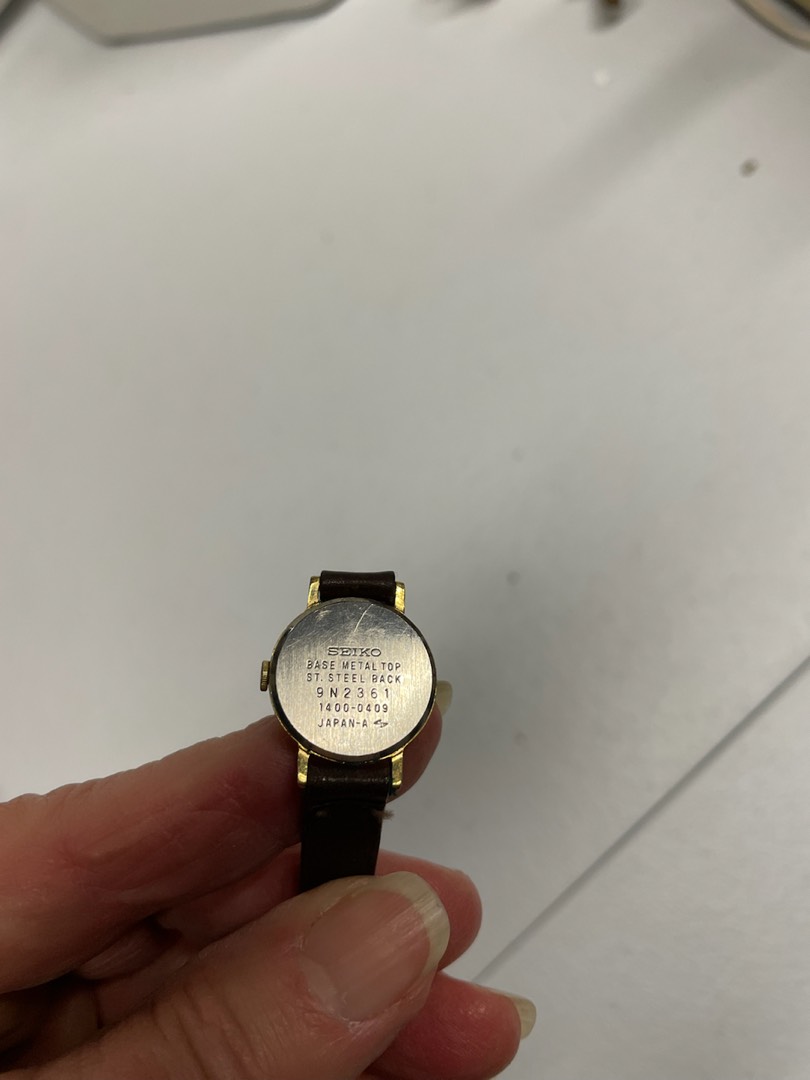 SEIKO
BASE METAL TOP
ST. STEEL BACK
9N2361
1400-0409
JAPAN-A